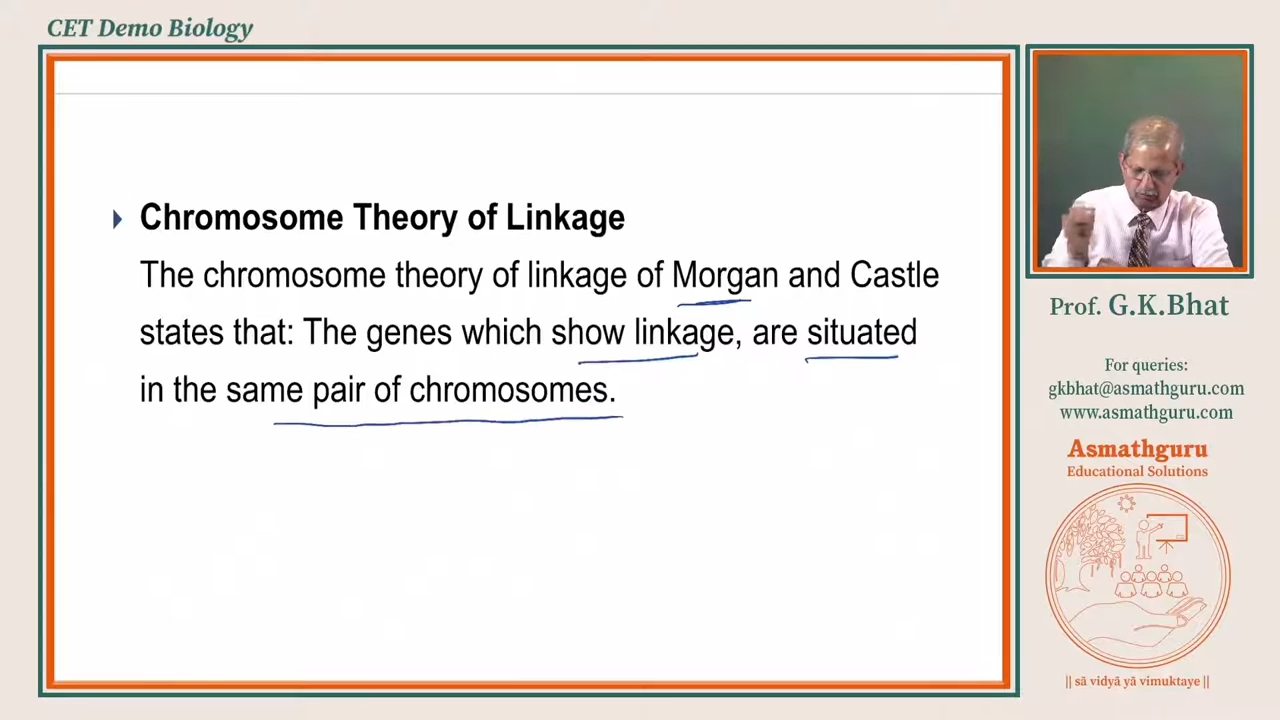 CET Demo Biology
Chromosome Theory of Linkage
The chromosome theory of linkage of Morgan and Castle
states that: The genes which show linkage, are situated
in the same pair of chromosomes.
Prof. G.K.Bhat
For queries:
gkbhat@asmathguru.com
www.asmathguru.com
Asmathguru
Educational Solutions
|| sā vidyā yā vimuktaye ||